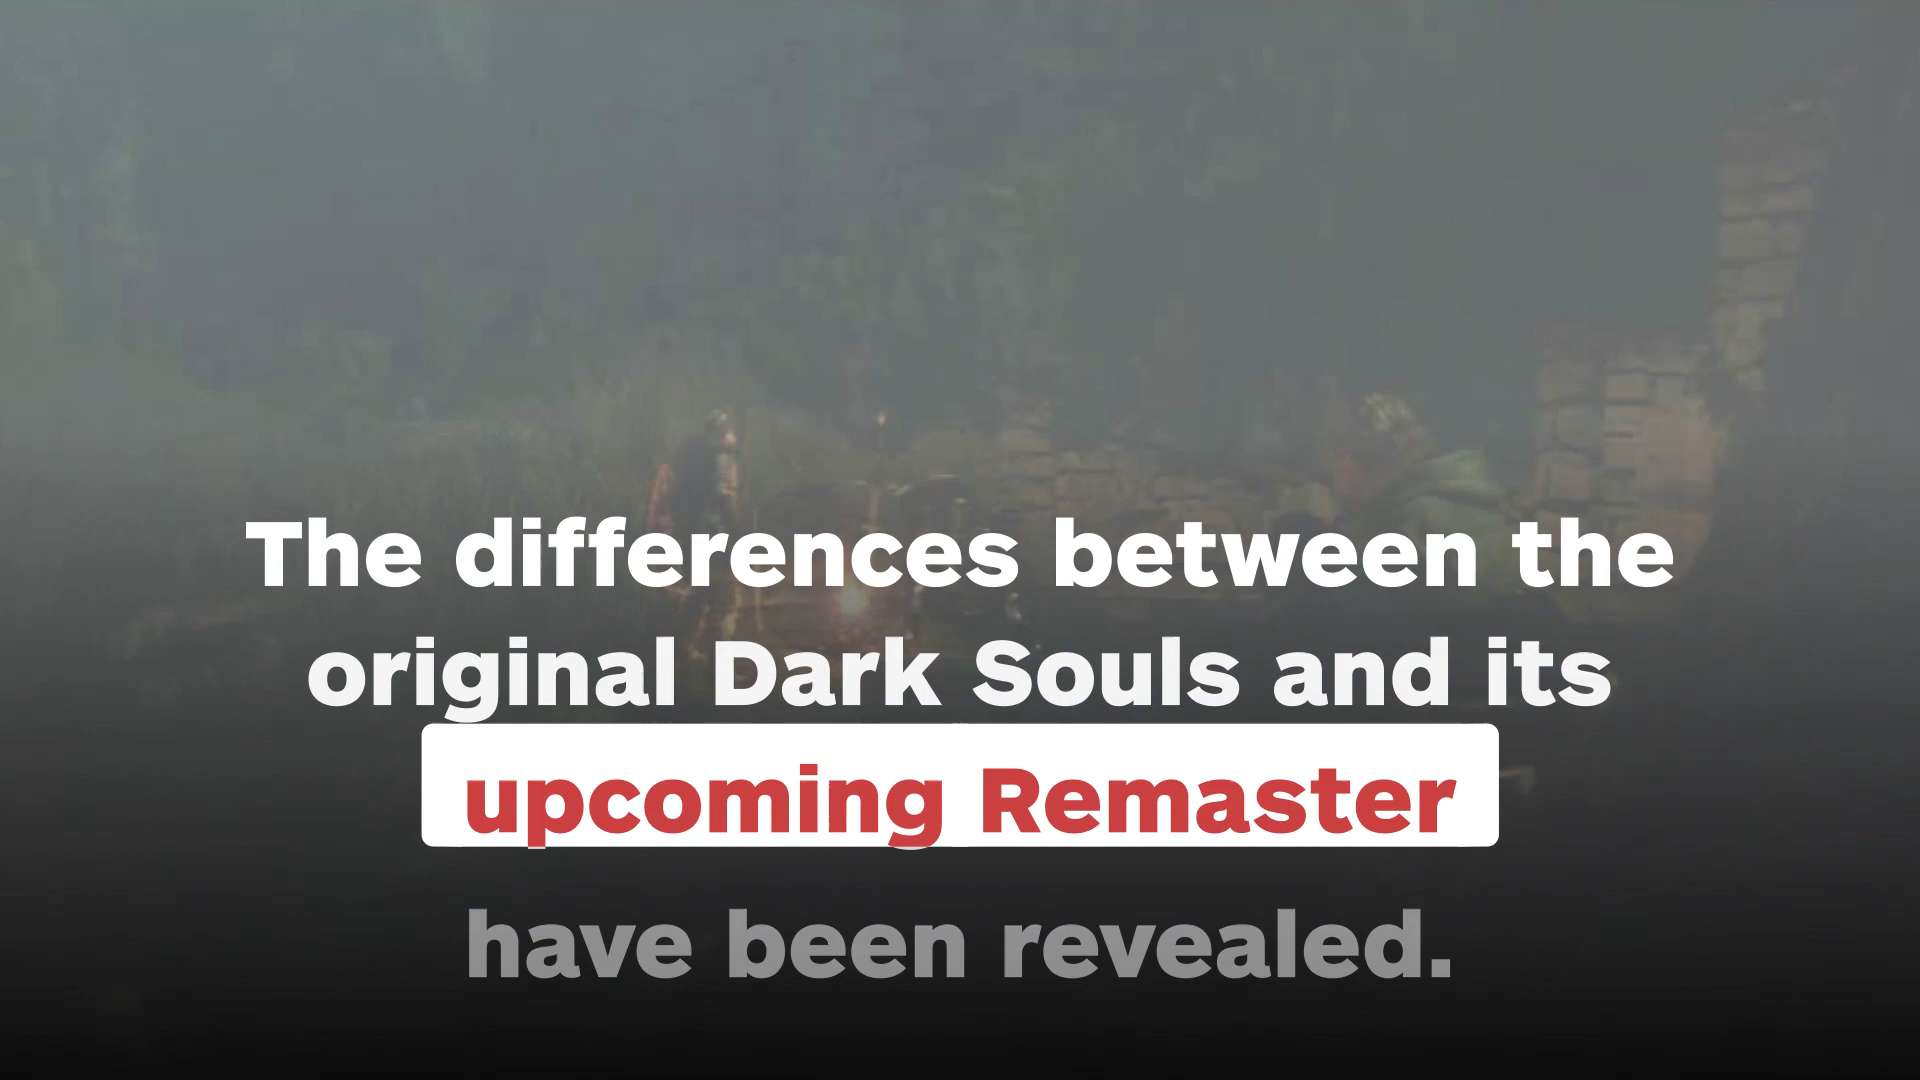 The differences between the
original Dark Souls and its
upcoming Remaster
have been revealed.